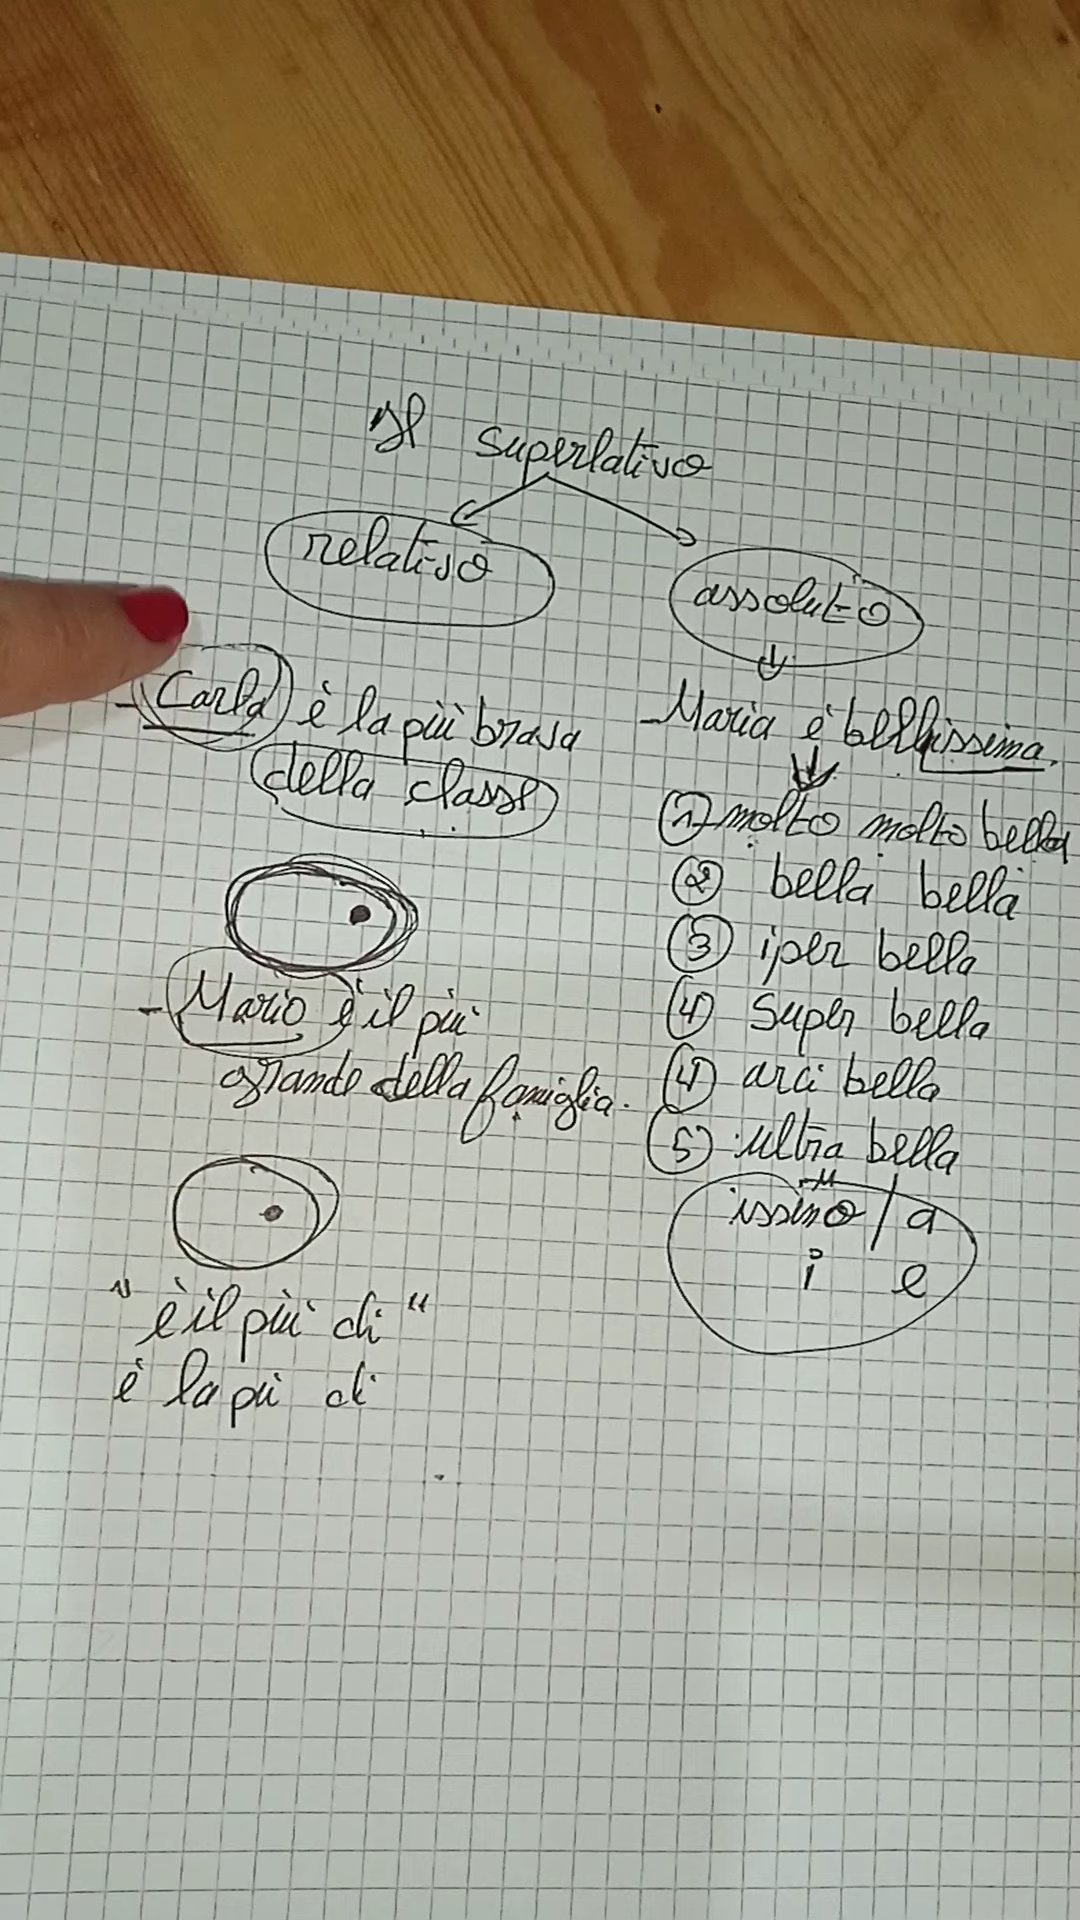 Il superlativo
relativo
assoluto
- Carla è la più brava
della classe
- Mario è il più
grande della famiglia.
"è il più di"
è la pù di
- Maria è bellissima.
1 molto molto bella
2 bella bella
3 iper bella
4 super bella
4 arci bella
5 ultra bella
issimo / a
i e